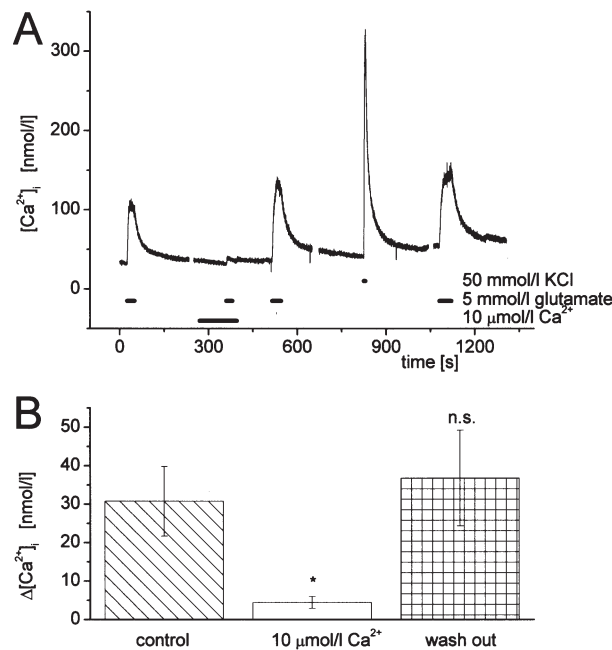 A
[Ca²⁺]ᵢ [nmol/l]
300
200
100
0
50 mmol/l KCl
5 mmol/l glutamate
10 μmol/l Ca²⁺
0 300 600 900 1200
time [s]
B
Δ[Ca²⁺]ᵢ [nmol/l]
50
40
30
20
10
0
n.s.
*
control 10 μmol/l Ca²⁺ wash out